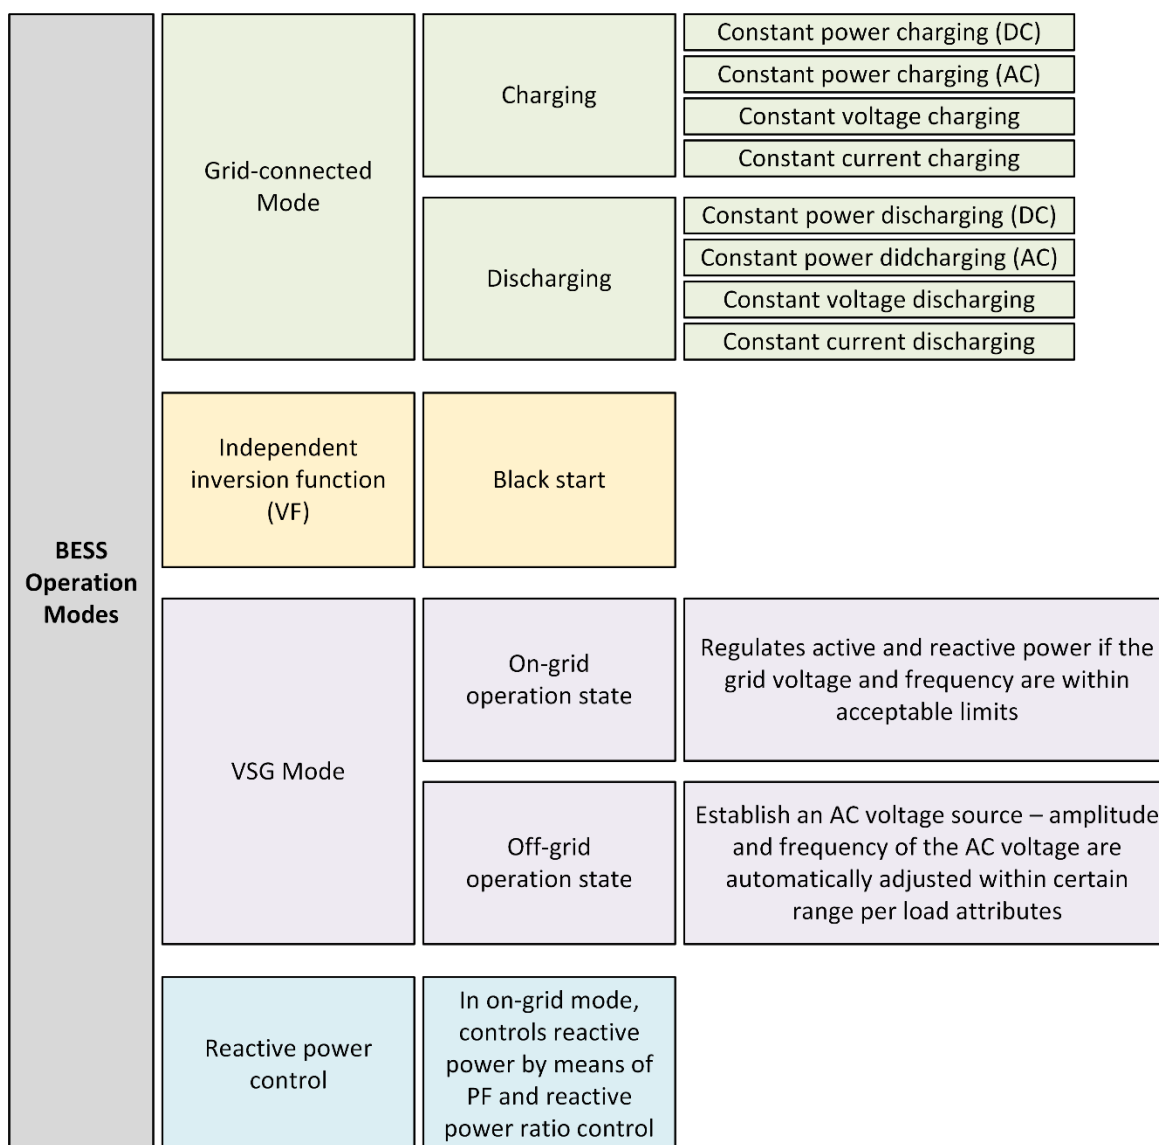 BESS
Operation
Modes
Grid-connected
Mode
Charging
Constant power charging (DC)
Constant power charging (AC)
Constant voltage charging
Constant current charging
Discharging
Constant power discharging (DC)
Constant power didcharging (AC)
Constant voltage discharging
Constant current discharging
Independent
inversion function
(VF)
Black start
VSG Mode
On-grid
operation state
Regulates active and reactive power if the
grid voltage and frequency are within
acceptable limits
Off-grid
operation state
Establish an AC voltage source – amplitude
and frequency of the AC voltage are
automatically adjusted within certain
range per load attributes
Reactive power
control
In on-grid mode,
controls reactive
power by means of
PF and reactive
power ratio control